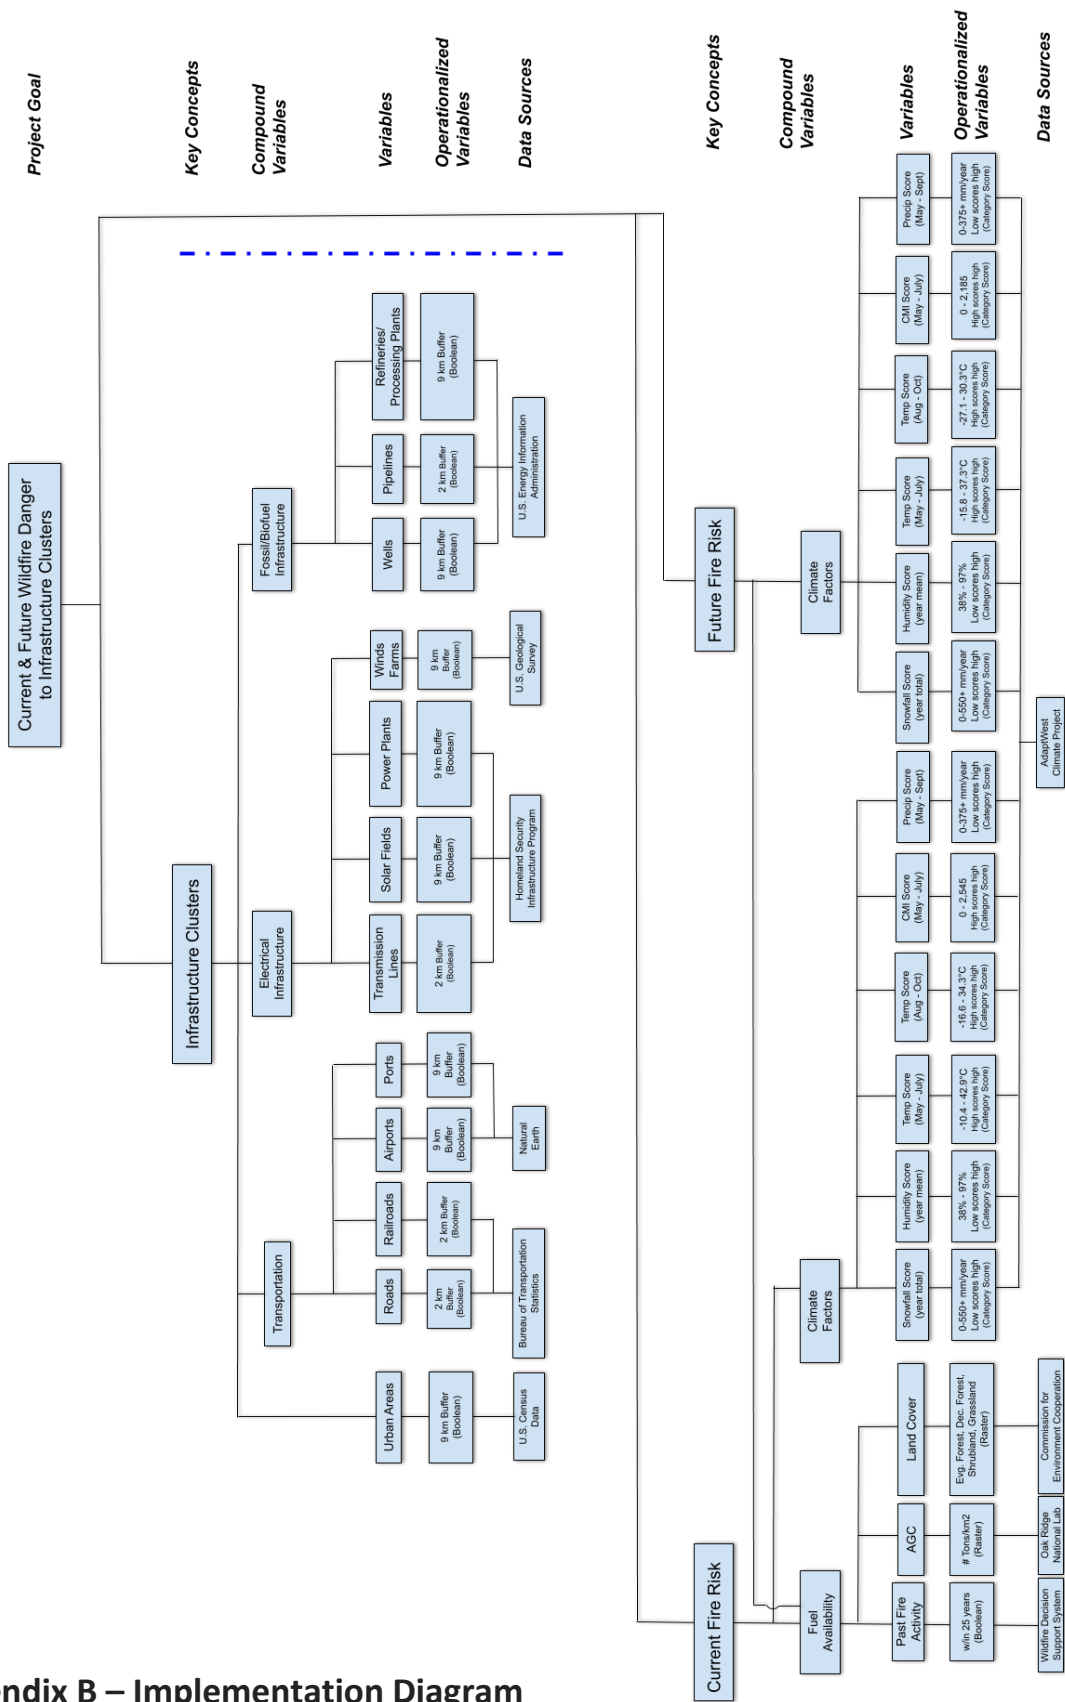 Project Goal
Current & Future Wildfire Danger
to Infrastructure Clusters
Key Concepts
Infrastructure Clusters
Compound
Variables
Transportation
Electrical
Infrastructure
Fossil/Biofuel
Infrastructure
Variables
Urban Areas
Roads
Railroads
Airports
Ports
Transmission
Lines
Solar Fields
Power Plants
Winds
Farms
Wells
Pipelines
Refineries/
Processing Plants
Operationalized
Variables
9 km Buffer
(Boolean)
2 km
Buffer
(Boolean)
2 km Buffer
(Boolean)
9 km
Buffer
(Boolean)
9 km
Buffer
(Boolean)
2 km Buffer
(Boolean)
9 km Buffer
(Boolean)
9 km Buffer
(Boolean)
9 km
Buffer
(Boolean)
9 km Buffer
(Boolean)
2 km Buffer
(Boolean)
9 km Buffer
(Boolean)
Data Sources
U.S. Census
Data
Bureau of Transportation
Statistics
Natural
Earth
Homeland Security
Infrastructure Program
U.S. Geological
Survey
U.S. Energy Information
Administration
Key Concepts
Current Fire Risk
Future Fire Risk
Compound
Variables
Fuel
Availability
Climate
Factors
Climate
Factors
Variables
Past Fire
Activity
AGC
Land Cover
Snowfall Score
(year total)
Humidity Score
(year mean)
Temp Score
(May - July)
Temp Score
(Aug - Oct)
CMI Score
(May - July)
Precip Score
(May - Sept)
Snowfall Score
(year total)
Humidity Score
(year mean)
Temp Score
(May - July)
Temp Score
(Aug - Oct)
CMI Score
(May - July)
Precip Score
(May - Sept)
Operationalized
Variables
w/in 25 years
(Boolean)
# Tons/km2
(Raster)
Evg. Forest, Dec. Forest,
Shrubland, Grassland
(Raster)
0-550+ mm/year
Low scores high
(Category Score)
38% - 97%
Low scores high
(Category Score)
-10.4 - 42.9°C
High scores high
(Category Score)
-16.6 - 34.3°C
High scores high
(Category Score)
0 - 2,545
High scores high
(Category Score)
0-375+ mm/year
Low scores high
(Category Score)
0-550+ mm/year
Low scores high
(Category Score)
38% - 97%
Low scores high
(Category Score)
-15.8 - 37.3°C
High scores high
(Category Score)
-27.1 - 30.3°C
High scores high
(Category Score)
0 - 2,185
High scores high
(Category Score)
0-375+ mm/year
Low scores high
(Category Score)
Data Sources
Wildfire Decision
Support System
Oak Ridge
National Lab
Commission for
Environment Cooperation
AdaptWest
Climate Project
endix B – Implementation Diagram